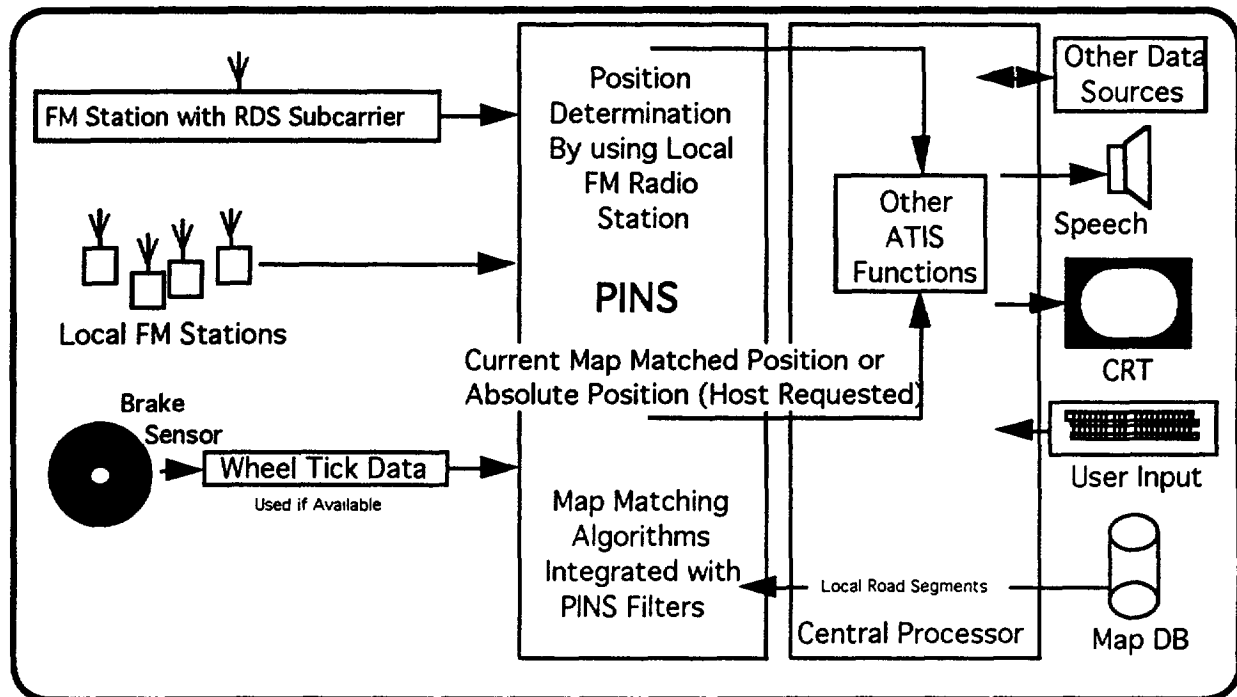 FM Station with RDS Subcarrier
Local FM Stations
Brake
Sensor
Wheel Tick Data
Used if Available
Position
Determination
By using Local
FM Radio
Station
PINS
Current Map Matched Position or
Absolute Position (Host Requested)
Map Matching
Algorithms
Integrated with
PINS Filters
Other
ATIS
Functions
Local Road Segments
Central Processor
Other Data
Sources
Speech
CRT
User Input
Map DB